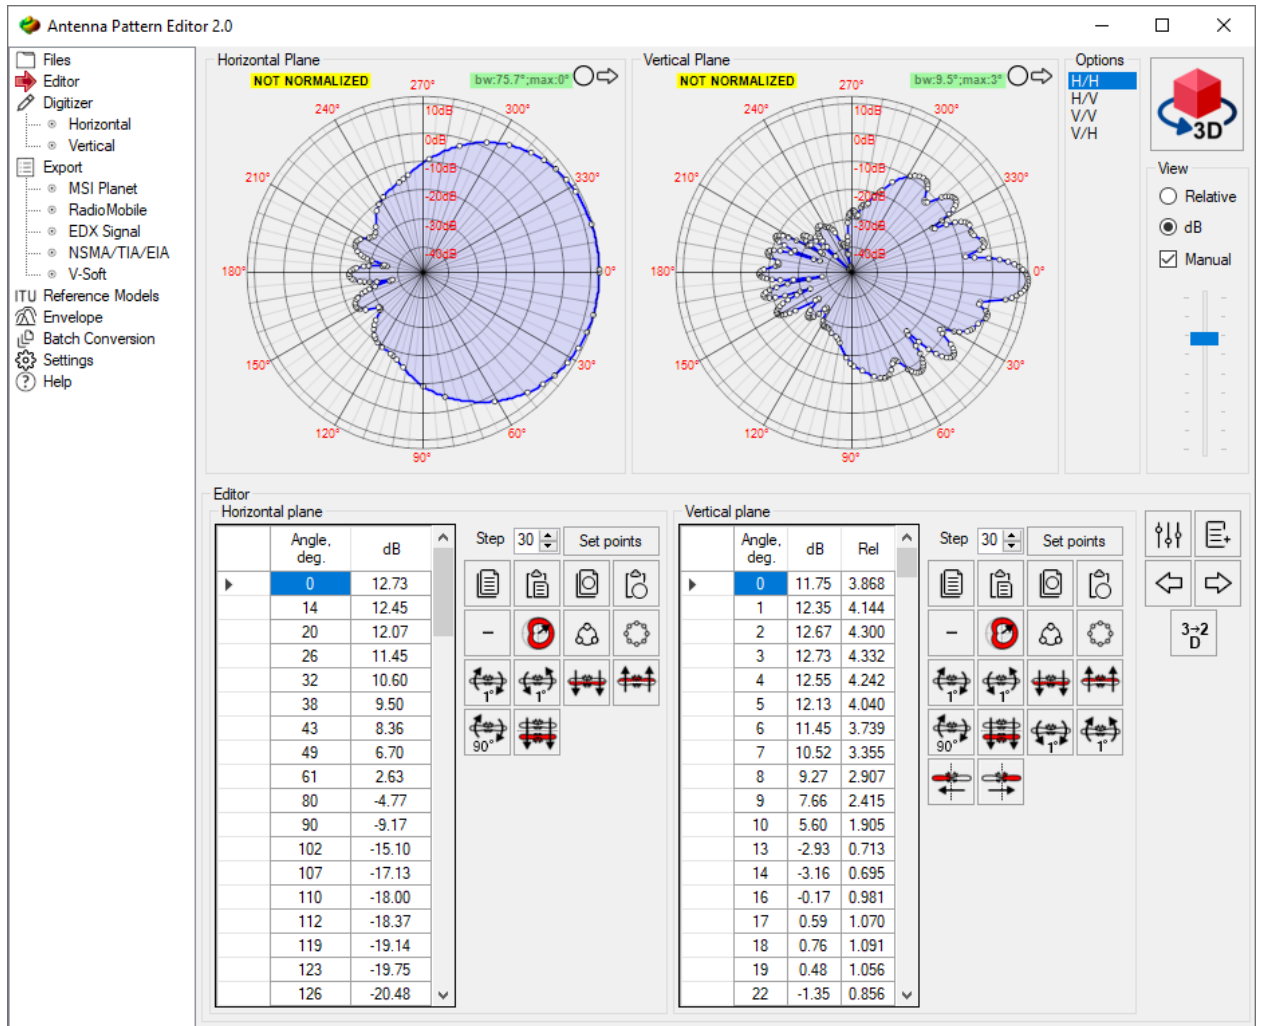 Antenna Pattern Editor 2.0
Files
Editor
Digitizer
Horizontal
Vertical
Export
MSI Planet
RadioMobile
EDX Signal
NSMA/TIA/EIA
V-Soft
ITU Reference Models
Envelope
Batch Conversion
Settings
? Help
Horizontal Plane
NOT NORMALIZED
bw:75.7°;max:0°
270°
240°
300°
210°
330°
180°
0°
150°
30°
120°
60°
90°
10dB
0dB
-10dB
-20dB
-30dB
-40dB
Vertical Plane
NOT NORMALIZED
bw:9.5°;max:3°
270°
240°
300°
210°
330°
180°
0°
150°
30°
120°
60°
90°
10dB
0dB
-10dB
-20dB
-30dB
-40dB
Options
H/H
H/V
V/V
V/H
3D
View
Relative
dB
Manual
Editor
Horizontal plane
Angle, deg. dB
0 12.73
14 12.45
20 12.07
26 11.45
32 10.60
38 9.50
43 8.36
49 6.70
61 2.63
80 -4.77
90 -9.17
102 -15.10
107 -17.13
110 -18.00
112 -18.37
119 -19.14
123 -19.75
126 -20.48
Step 30 Set points
1° 1°
90°
Vertical plane
Angle, deg. dB Rel
0 11.75 3.868
1 12.35 4.144
2 12.67 4.300
3 12.73 4.332
4 12.55 4.242
5 12.13 4.040
6 11.45 3.739
7 10.52 3.355
8 9.27 2.907
9 7.66 2.415
10 5.60 1.905
13 -2.93 0.713
14 -3.16 0.695
16 -0.17 0.981
17 0.59 1.070
18 0.76 1.091
19 0.48 1.056
22 -1.35 0.856
Step 30 Set points
1° 1°
90° 1° 1°
3→2
D